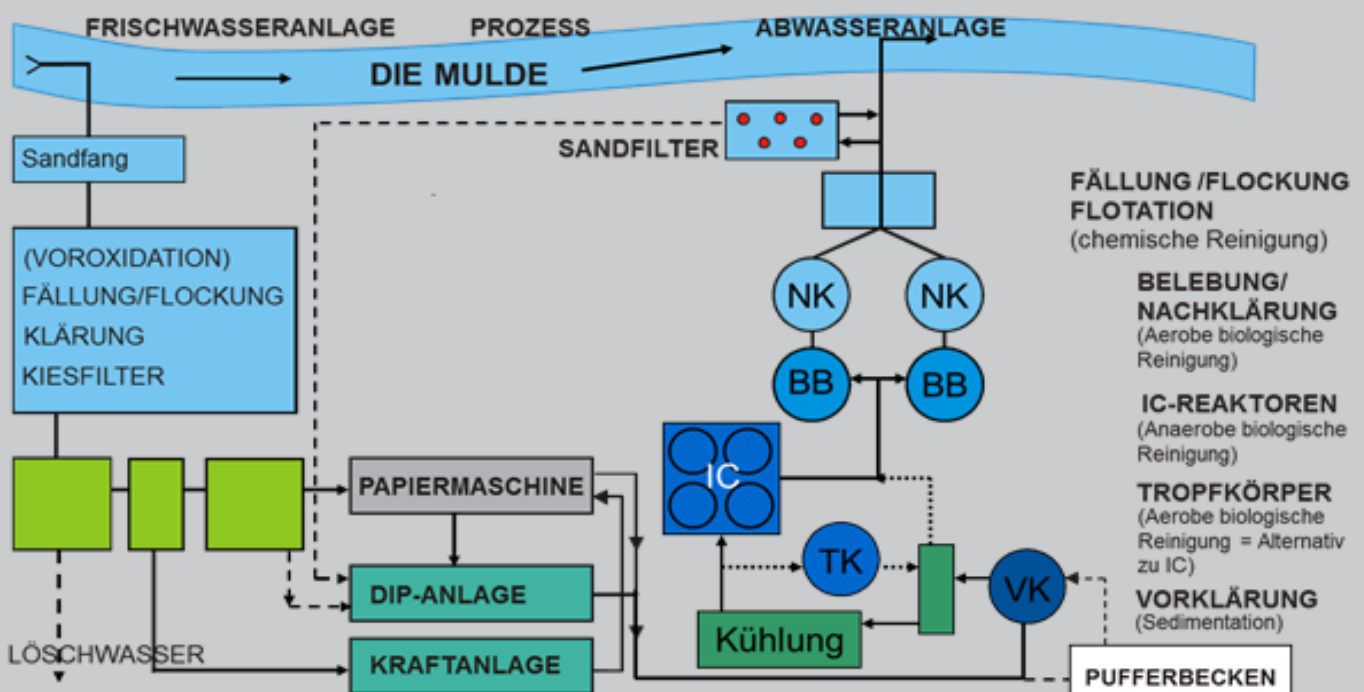 FRISCHWASSERANLAGE
PROZESS
ABWASSERANLAGE
DIE MULDE
SANDFILTER
Sandfang
(VOROXIDATION)
FÄLLUNG/FLOCKUNG
KLÄRUNG
KIESFILTER
NK
NK
BB
BB
IC
TK
VK
Kühlung
PAPIERMASCHINE
DIP-ANLAGE
KRAFTANLAGE
LÖSCHWASSER
FÄLLUNG /FLOCKUNG
FLOTATION
(chemische Reinigung)
BELEBUNG/
NACHKLÄRUNG
(Aerobe biologische
Reinigung)
IC-REAKTOREN
(Anaerobe biologische
Reinigung)
TROPFKÖRPER
(Aerobe biologische
Reinigung = Alternativ
zu IC)
VORKLÄRUNG
(Sedimentation)
PUFFERBECKEN